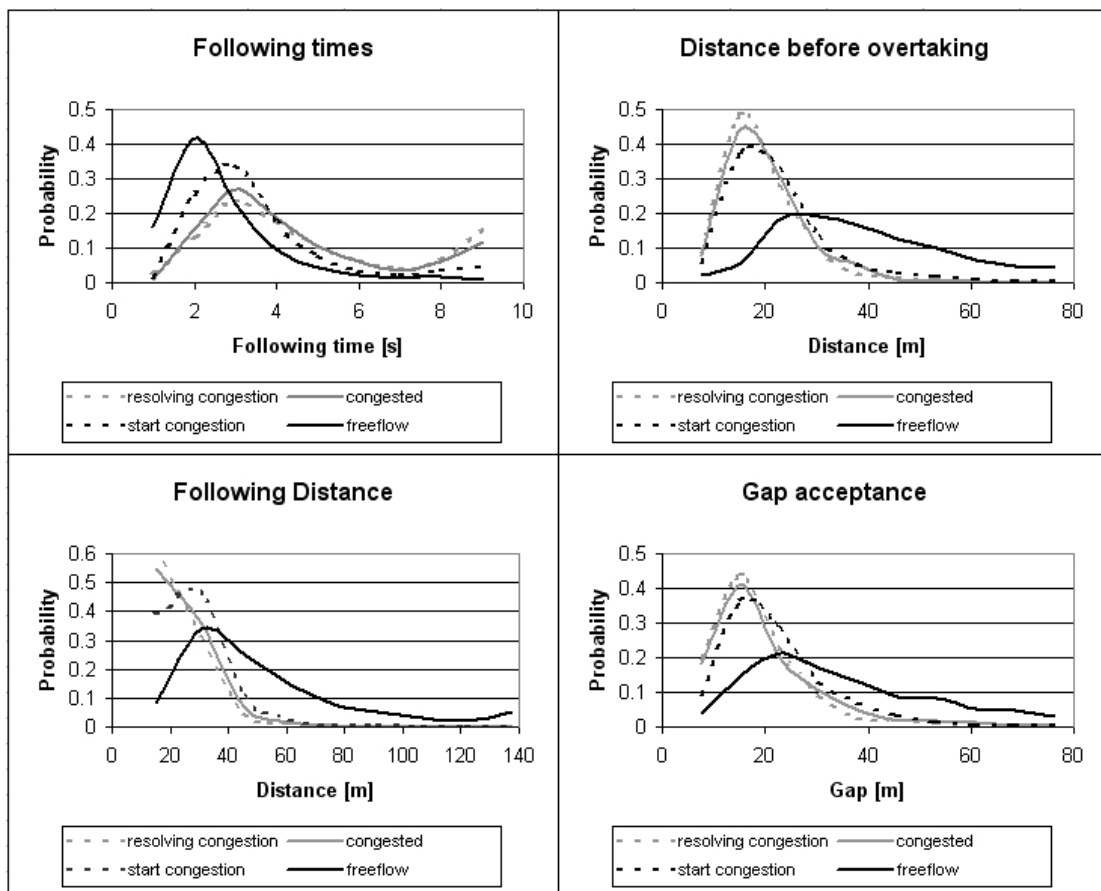 Following times
Probability
0.5
0.4
0.3
0.2
0.1
0
0 2 4 6 8 10
Following time [s]
resolving congestion congested
start congestion freeflow
Distance before overtaking
Probability
0.5
0.4
0.3
0.2
0.1
0
0 20 40 60 80
Distance [m]
resolving congestion congested
start congestion freeflow
Following Distance
Probability
0.6
0.5
0.4
0.3
0.2
0.1
0
0 20 40 60 80 100 120 140
Distance [m]
resolving congestion congested
start congestion freeflow
Gap acceptance
Probability
0.5
0.4
0.3
0.2
0.1
0
0 20 40 60 80
Gap [m]
resolving congestion congested
start congestion freeflow